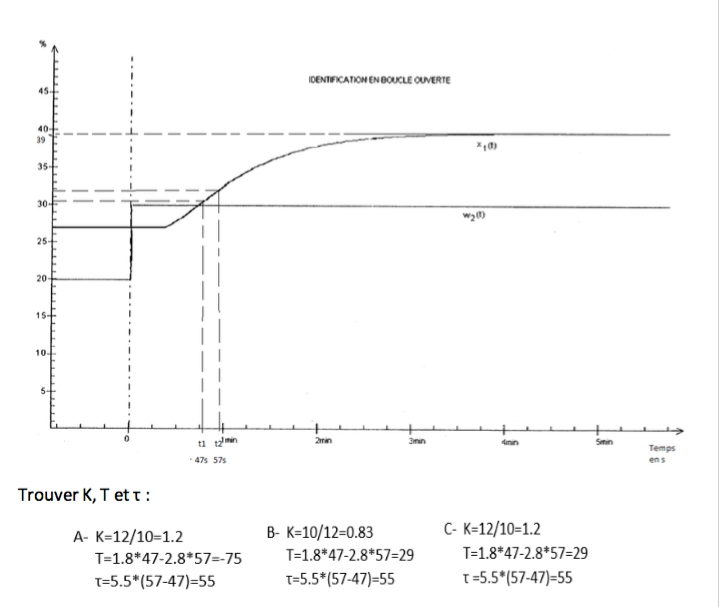 %
IDENTIFICATION EN BOUCLE OUVERTE
45
40
39
x1(t)
35
30
w2(t)
25
20
15
10
5
0 t1 t2 1min 2min 3min 4min 5min Temps
47s 57s en s
Trouver K, T et τ :
A- K=12/10=1.2
T=1.8*47-2.8*57=-75
τ=5.5*(57-47)=55
B- K=10/12=0.83
T=1.8*47-2.8*57=29
τ=5.5*(57-47)=55
C- K=12/10=1.2
T=1.8*47-2.8*57=29
τ=5.5*(57-47)=55